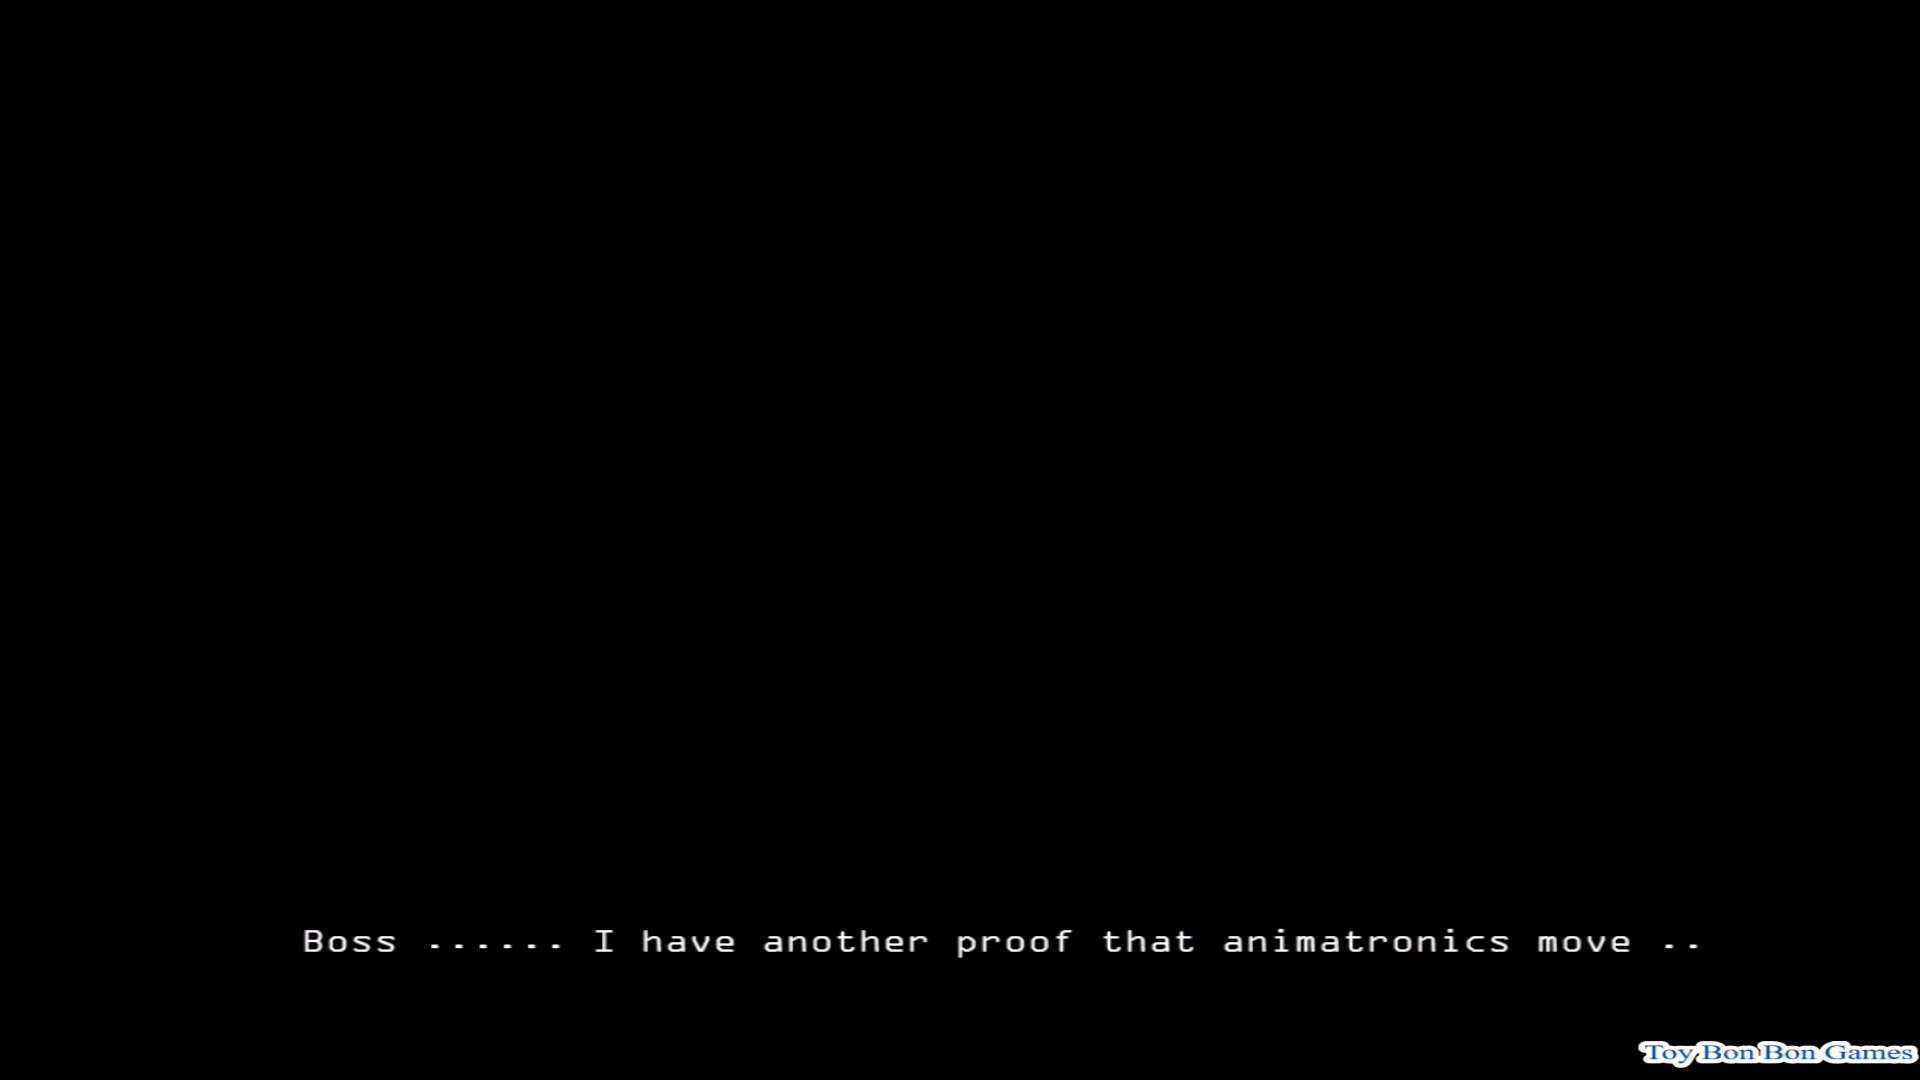 Boss ...... I have another proof that animatronics move ..
Toy Bon Bon Games